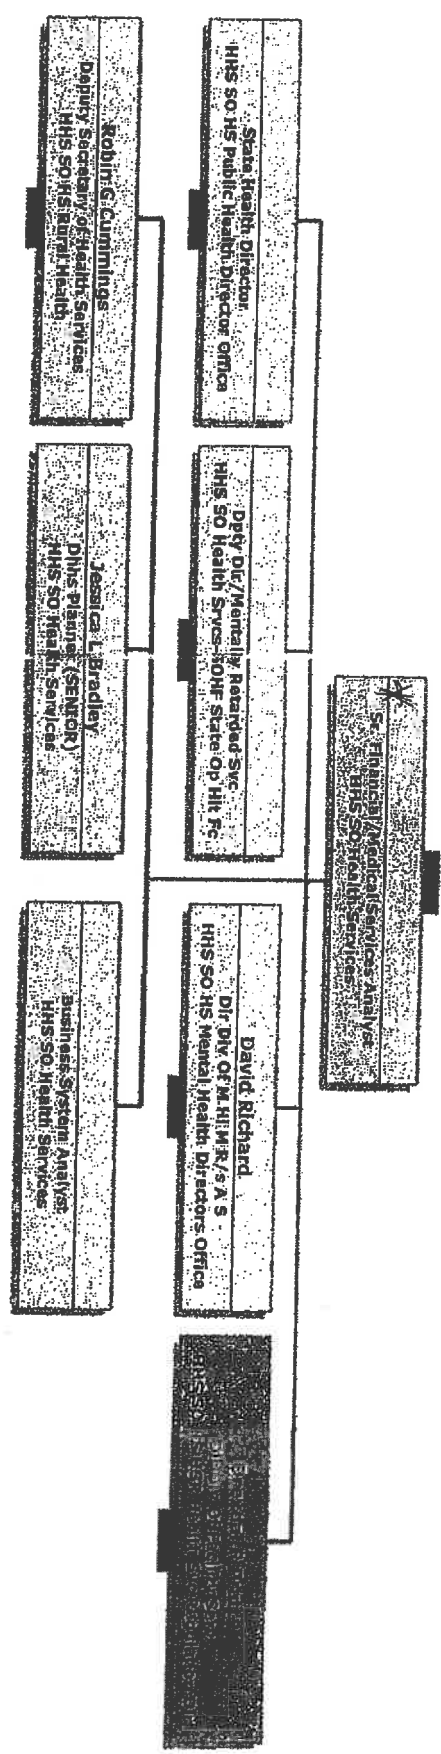 Sr. Financial/Medical Services Analyst
HHS SO Health Services
State Health Director
HHS SO HS Public Health Director Office
Dpty Dir/Mentally Retarded Svc
HHS SO Health Srvcs-SOHF State Op Hlt Fc
David Richard
Dir Div Of M.H/M R/S A S -
HHS SO HS Mental Health Directors Office
HHS SO
Robin G Cummings
Deputy Secretary of Health Services
HHS SO HS Rural Health
Jessica L Bradley
Dhhs Planner (SENIOR)
HHS SO Health Services
Business System Analyst
HHS SO Health Services